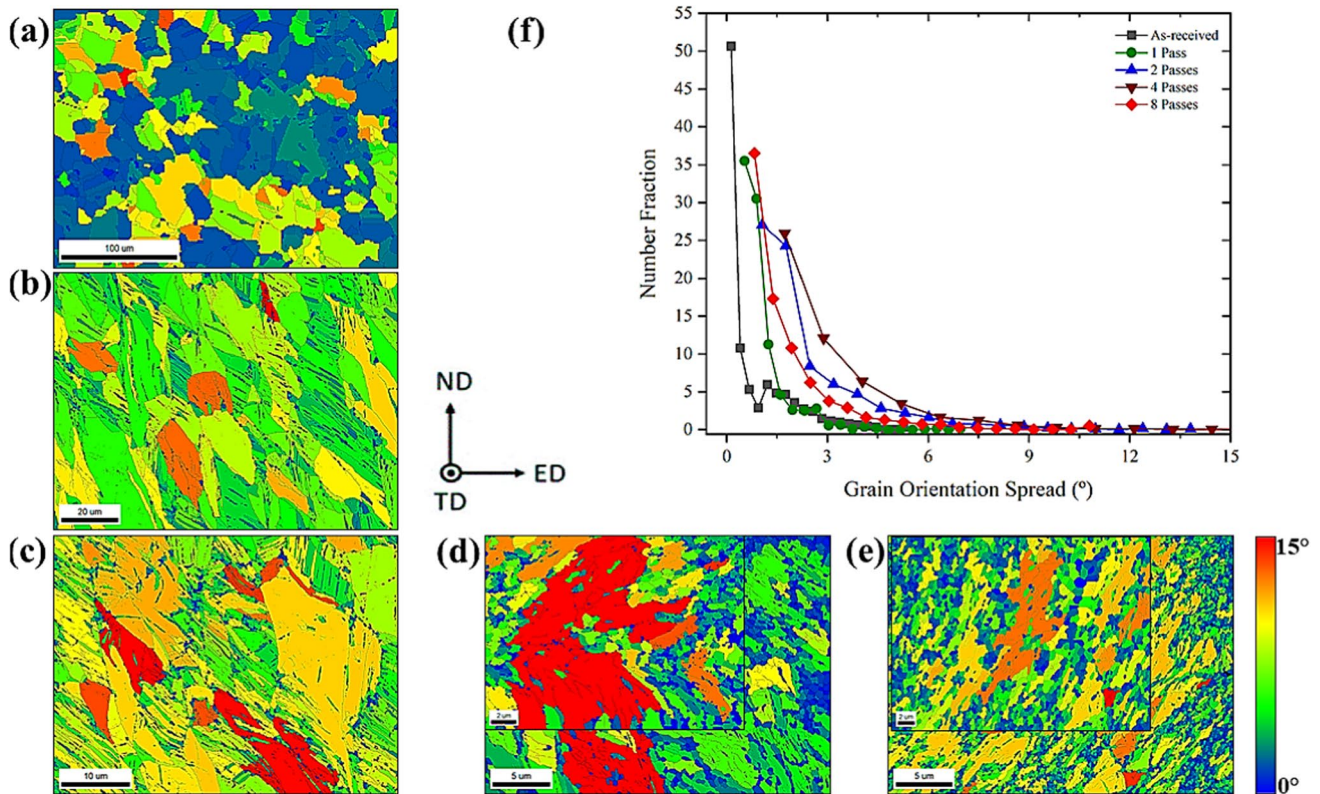 (a)
100 um
(b)
20 um
(c)
10 um
ND
ED
TD
(f)
55
50
45
40
35
30
25
20
15
10
5
0
Number Fraction
0 3 6 9 12 15
Grain Orientation Spread (º)
As-received
1 Pass
2 Passes
4 Passes
8 Passes
(d)
2 um
5 um
(e)
2 um
5 um
15°
0°